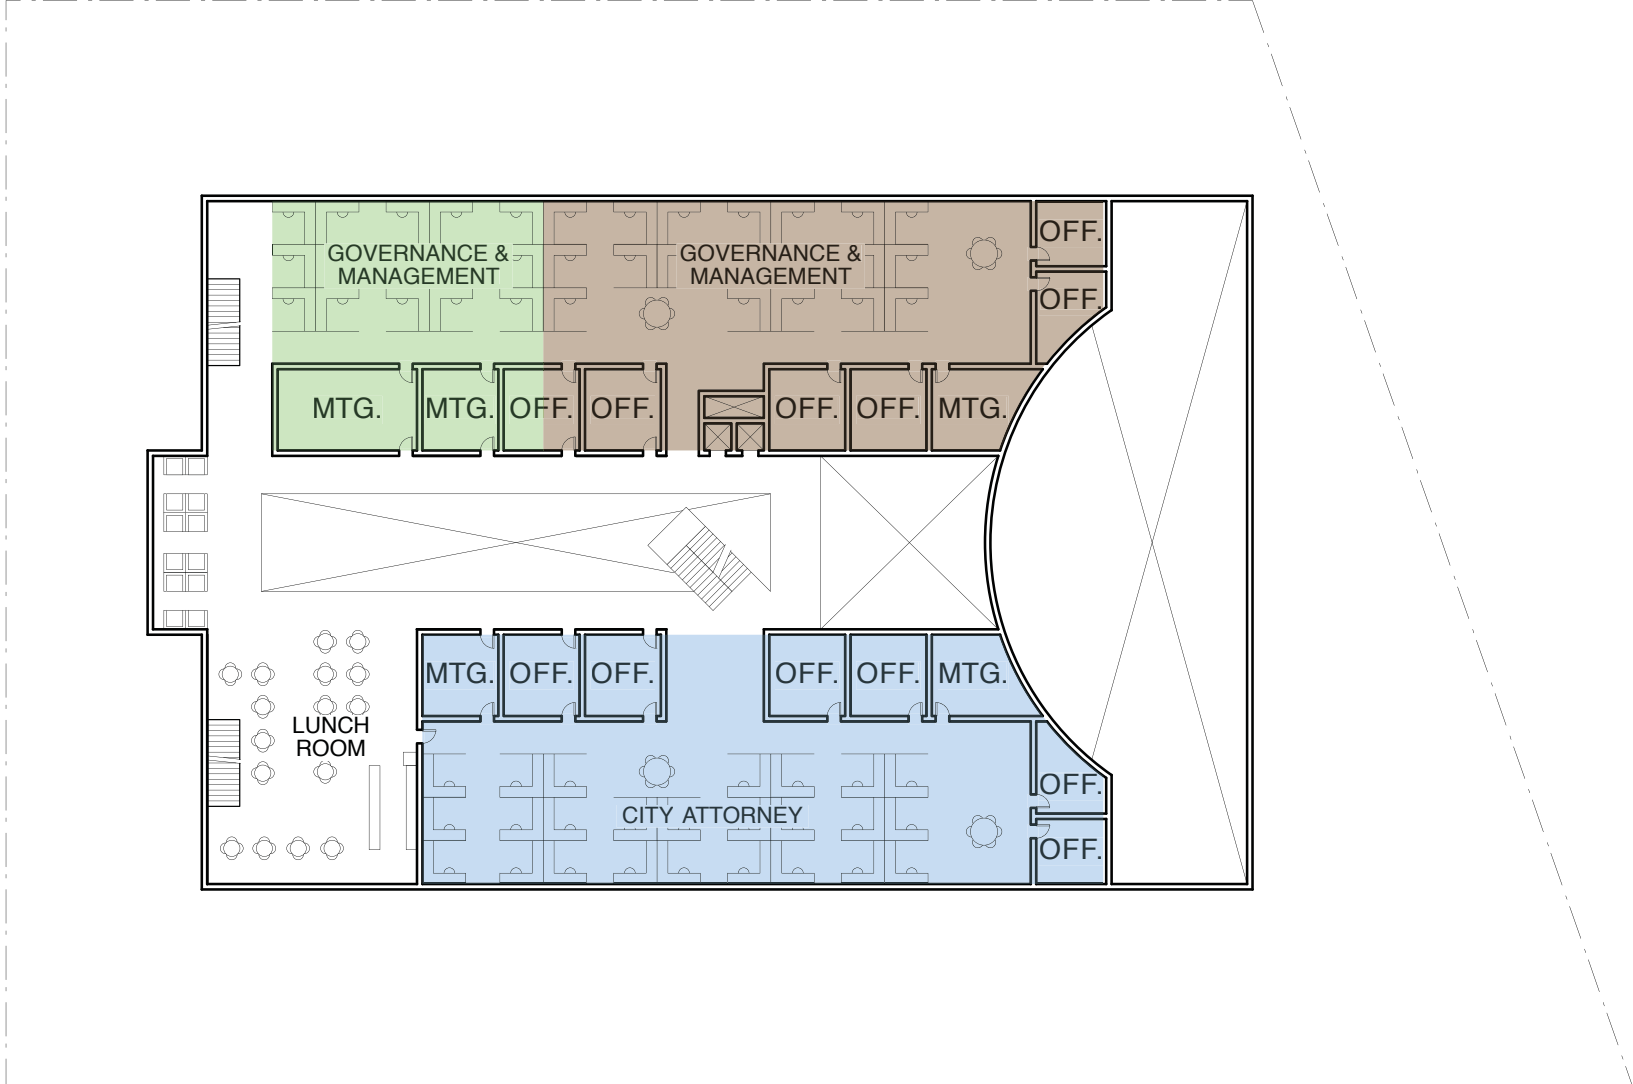 OFF.
GOVERNANCE &
MANAGEMENT
GOVERNANCE &
MANAGEMENT
OFF.
MTG.
MTG.
OFF.
OFF.
OFF.
OFF.
MTG.
MTG.
OFF.
OFF.
OFF.
OFF.
MTG.
LUNCH
ROOM
OFF.
CITY ATTORNEY
OFF.